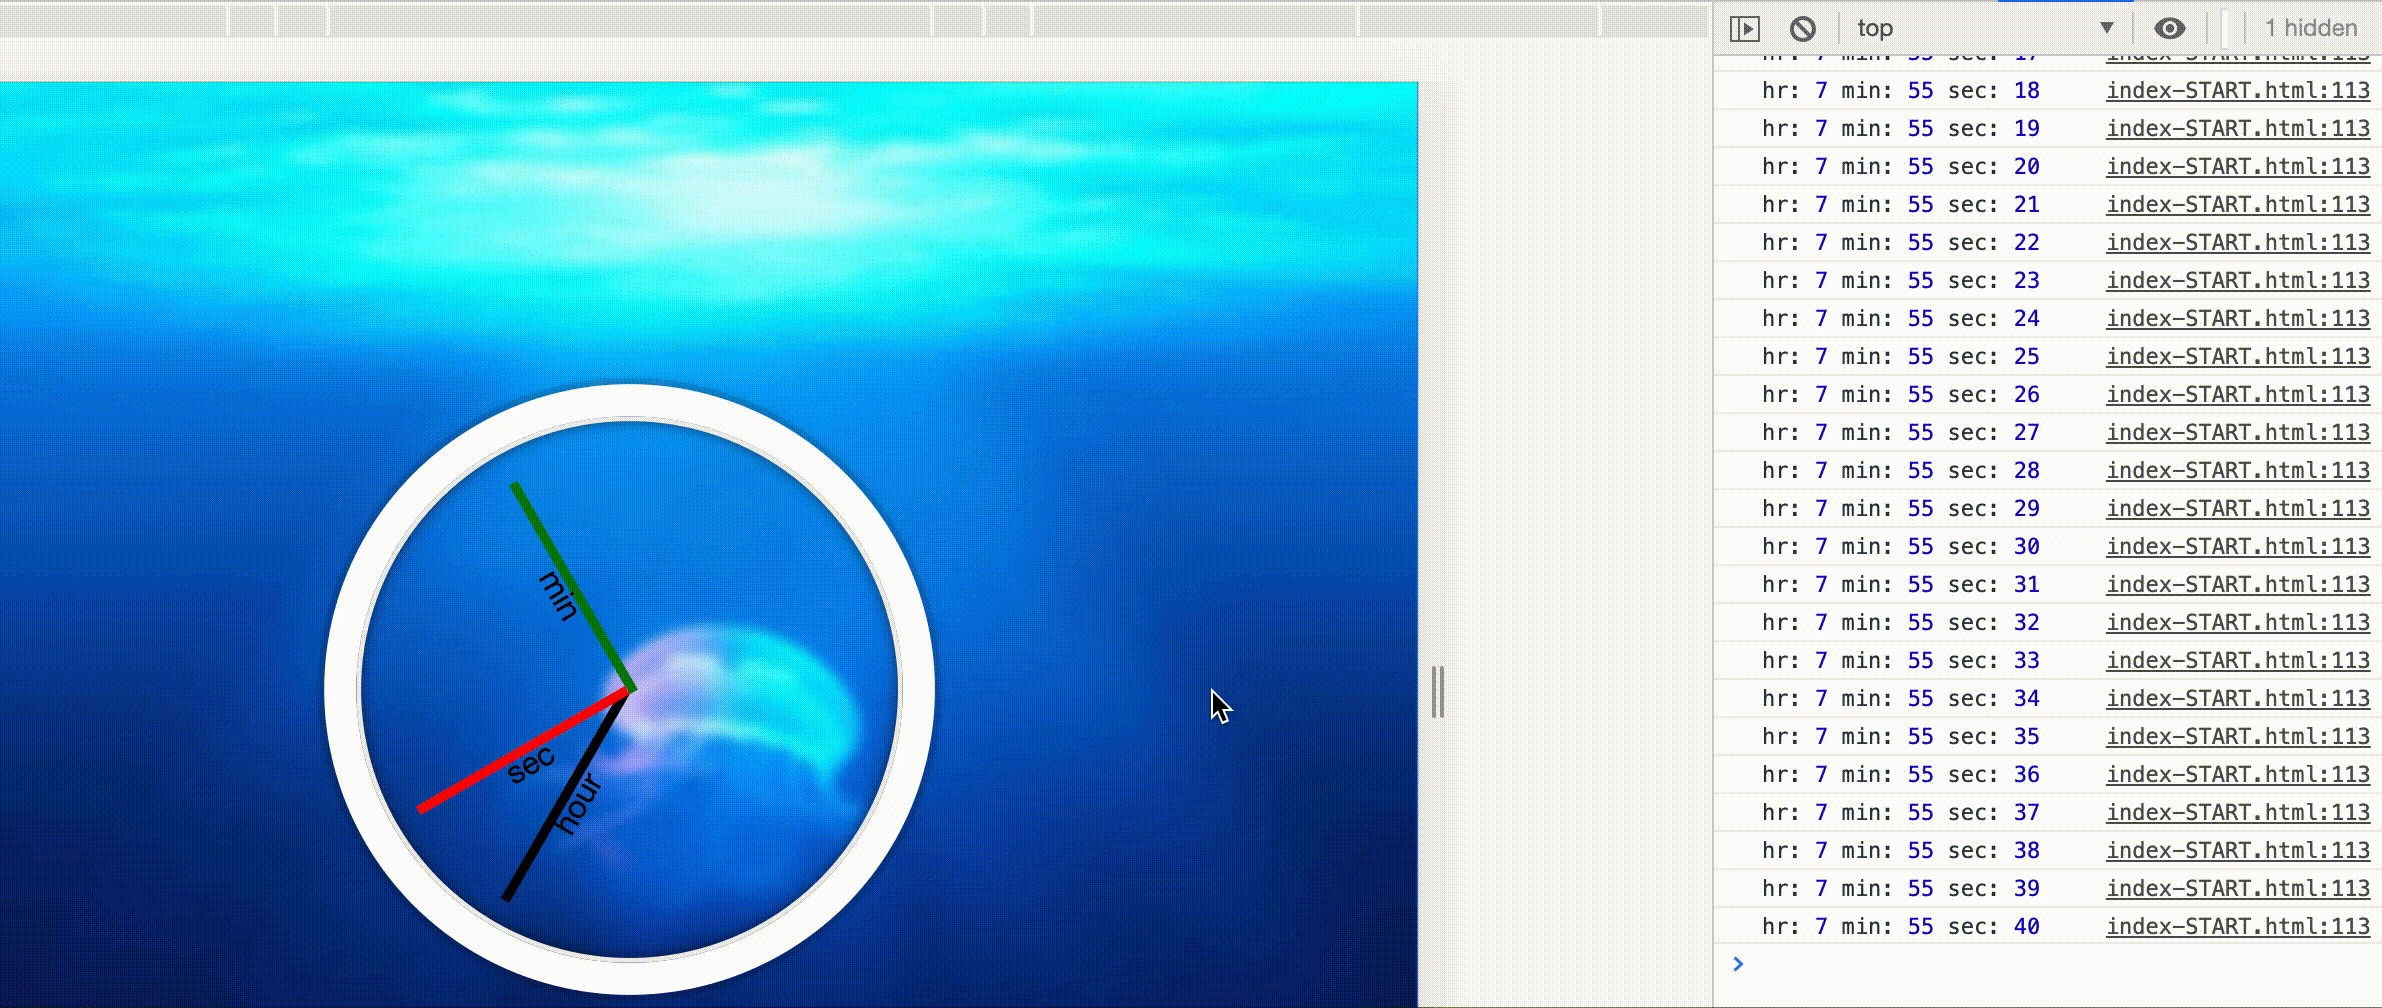 top ▼ 1 hidden
hr: 7 min: 55 sec: 17 index-START.html:113
hr: 7 min: 55 sec: 18 index-START.html:113
hr: 7 min: 55 sec: 19 index-START.html:113
hr: 7 min: 55 sec: 20 index-START.html:113
hr: 7 min: 55 sec: 21 index-START.html:113
hr: 7 min: 55 sec: 22 index-START.html:113
hr: 7 min: 55 sec: 23 index-START.html:113
hr: 7 min: 55 sec: 24 index-START.html:113
hr: 7 min: 55 sec: 25 index-START.html:113
hr: 7 min: 55 sec: 26 index-START.html:113
hr: 7 min: 55 sec: 27 index-START.html:113
hr: 7 min: 55 sec: 28 index-START.html:113
hr: 7 min: 55 sec: 29 index-START.html:113
hr: 7 min: 55 sec: 30 index-START.html:113
hr: 7 min: 55 sec: 31 index-START.html:113
hr: 7 min: 55 sec: 32 index-START.html:113
hr: 7 min: 55 sec: 33 index-START.html:113
hr: 7 min: 55 sec: 34 index-START.html:113
hr: 7 min: 55 sec: 35 index-START.html:113
hr: 7 min: 55 sec: 36 index-START.html:113
hr: 7 min: 55 sec: 37 index-START.html:113
hr: 7 min: 55 sec: 38 index-START.html:113
hr: 7 min: 55 sec: 39 index-START.html:113
hr: 7 min: 55 sec: 40 index-START.html:113
min
sec
hour